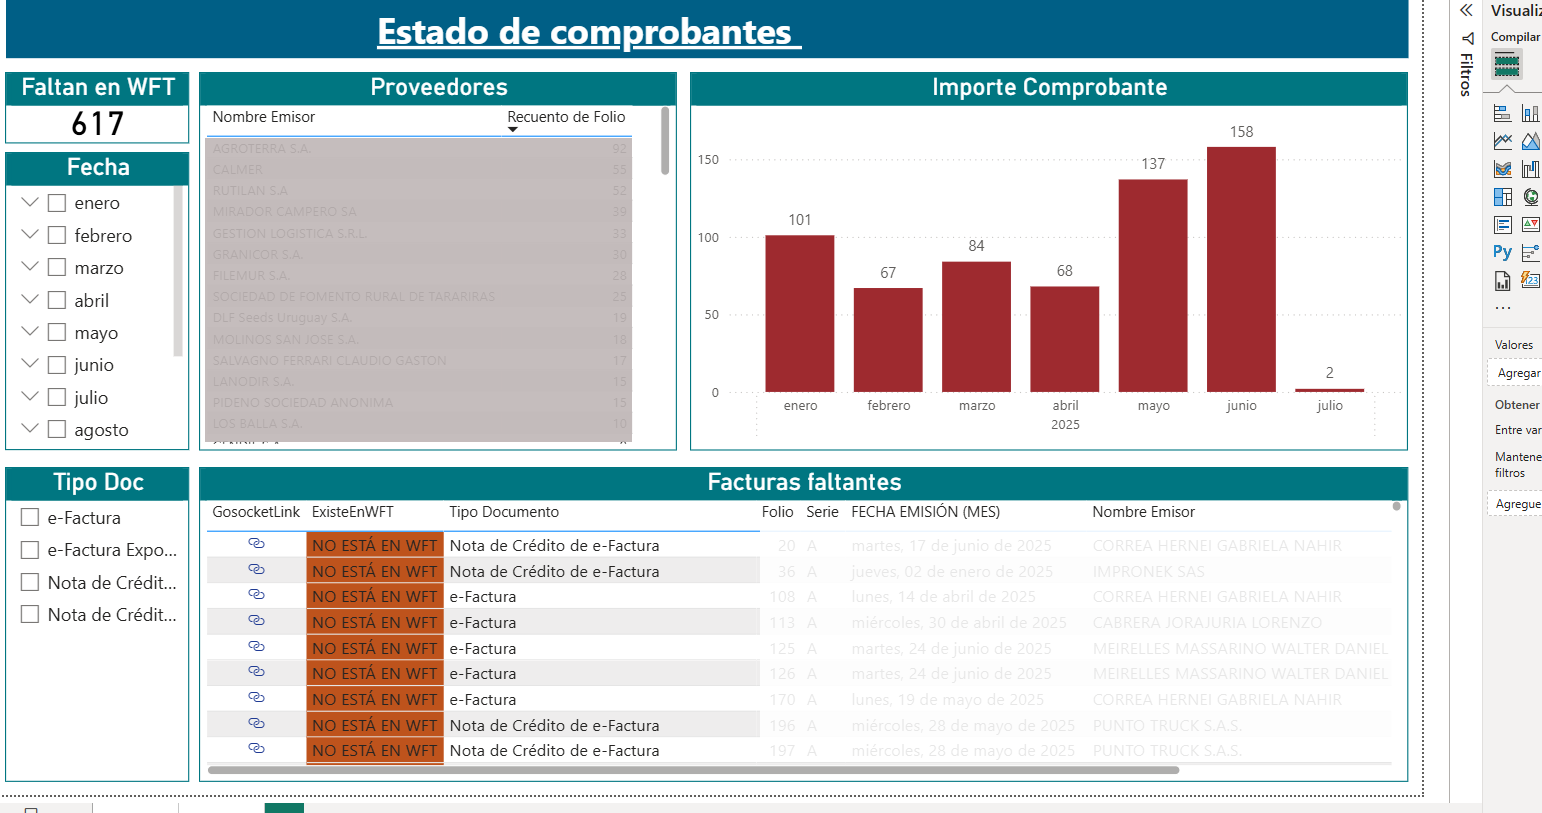 Estado de comprobantes
Faltan en WFT
617
Fecha
enero
febrero
marzo
abril
mayo
junio
julio
agosto
Proveedores
Nombre Emisor Recuento de Folio
AGROTERRA S.A. 92
CALMER 55
RUTILAN S.A 52
MIRADOR CAMPERO SA 39
GESTION LOGISTICA S.R.L. 33
GRANICOR S.A. 30
FILEMUR S.A. 28
SOCIEDAD DE FOMENTO RURAL DE TARARIRAS 25
DLF Seeds Uruguay S.A. 19
MOLINOS SAN JOSE S.A. 18
SALVAGNO FERRARI CLAUDIO GASTON 17
LANODIR S.A. 15
PIDENO SOCIEDAD ANONIMA 15
LOS BALLA S.A. 10
Importe Comprobante
150
100
50
0
101
67
84
68
137
158
2
enero febrero marzo abril mayo junio julio
2025
Tipo Doc
e-Factura
e-Factura Expo...
Nota de Crédit...
Nota de Crédit...
Facturas faltantes
GosocketLink ExisteEnWFT Tipo Documento Folio Serie FECHA EMISIÓN (MES) Nombre Emisor
NO ESTÁ EN WFT Nota de Crédito de e-Factura 20 A martes, 17 de junio de 2025 CORREA HERNEI GABRIELA NAHIR
NO ESTÁ EN WFT Nota de Crédito de e-Factura 36 A jueves, 02 de enero de 2025 IMPRONEK SAS
NO ESTÁ EN WFT e-Factura 108 A lunes, 14 de abril de 2025 CORREA HERNEI GABRIELA NAHIR
NO ESTÁ EN WFT e-Factura 113 A miércoles, 30 de abril de 2025 CABRERA JORAJURIA LORENZO
NO ESTÁ EN WFT e-Factura 125 A martes, 24 de junio de 2025 MEIRELLES MASSARINO WALTER DANIEL
NO ESTÁ EN WFT e-Factura 126 A martes, 24 de junio de 2025 MEIRELLES MASSARINO WALTER DANIEL
NO ESTÁ EN WFT e-Factura 170 A lunes, 19 de mayo de 2025 CORREA HERNEI GABRIELA NAHIR
NO ESTÁ EN WFT Nota de Crédito de e-Factura 196 A miércoles, 28 de mayo de 2025 PUNTO TRUCK S.A.S.
NO ESTÁ EN WFT Nota de Crédito de e-Factura 197 A miércoles, 28 de mayo de 2025 PUNTO TRUCK S.A.S.
Filtros
Visualiz
Compilar
Py
123
...
Valores
Agregar
Obtener
Entre var
Mantene
filtros
Agregue